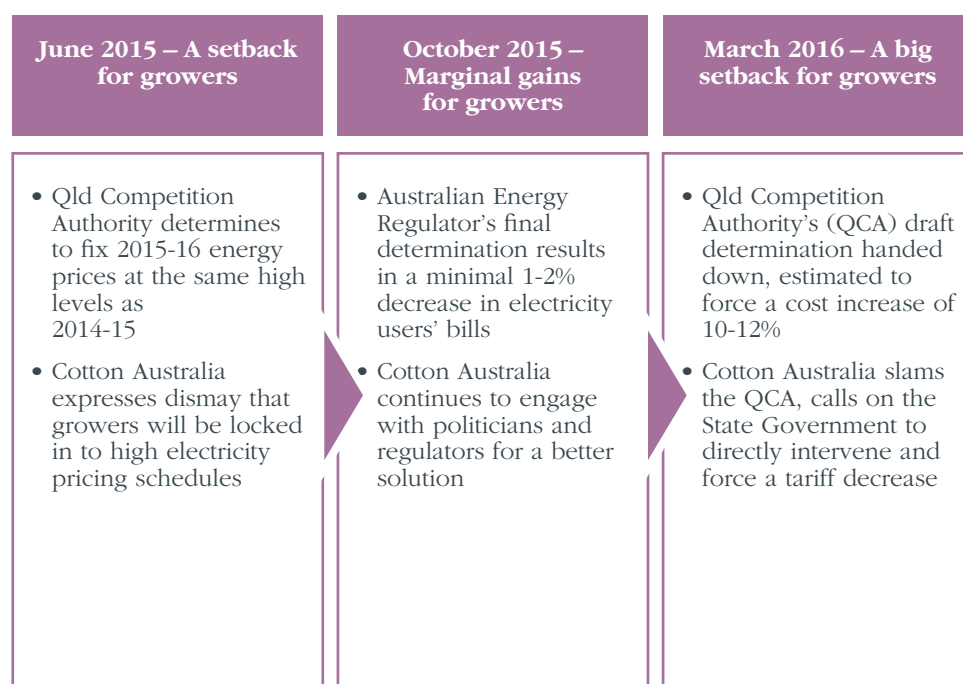 June 2015 – A setback
for growers
• Qld Competition
Authority determines
to fix 2015-16 energy
prices at the same high
levels as
2014-15
• Cotton Australia
expresses dismay that
growers will be locked
in to high electricity
pricing schedules
October 2015 –
Marginal gains
for growers
• Australian Energy
Regulator’s final
determination results
in a minimal 1-2%
decrease in electricity
users’ bills
• Cotton Australia
continues to engage
with politicians and
regulators for a better
solution
March 2016 – A big
setback for growers
• Qld Competition
Authority’s (QCA) draft
determination handed
down, estimated to
force a cost increase of
10-12%
• Cotton Australia slams
the QCA, calls on the
State Government to
directly intervene and
force a tariff decrease